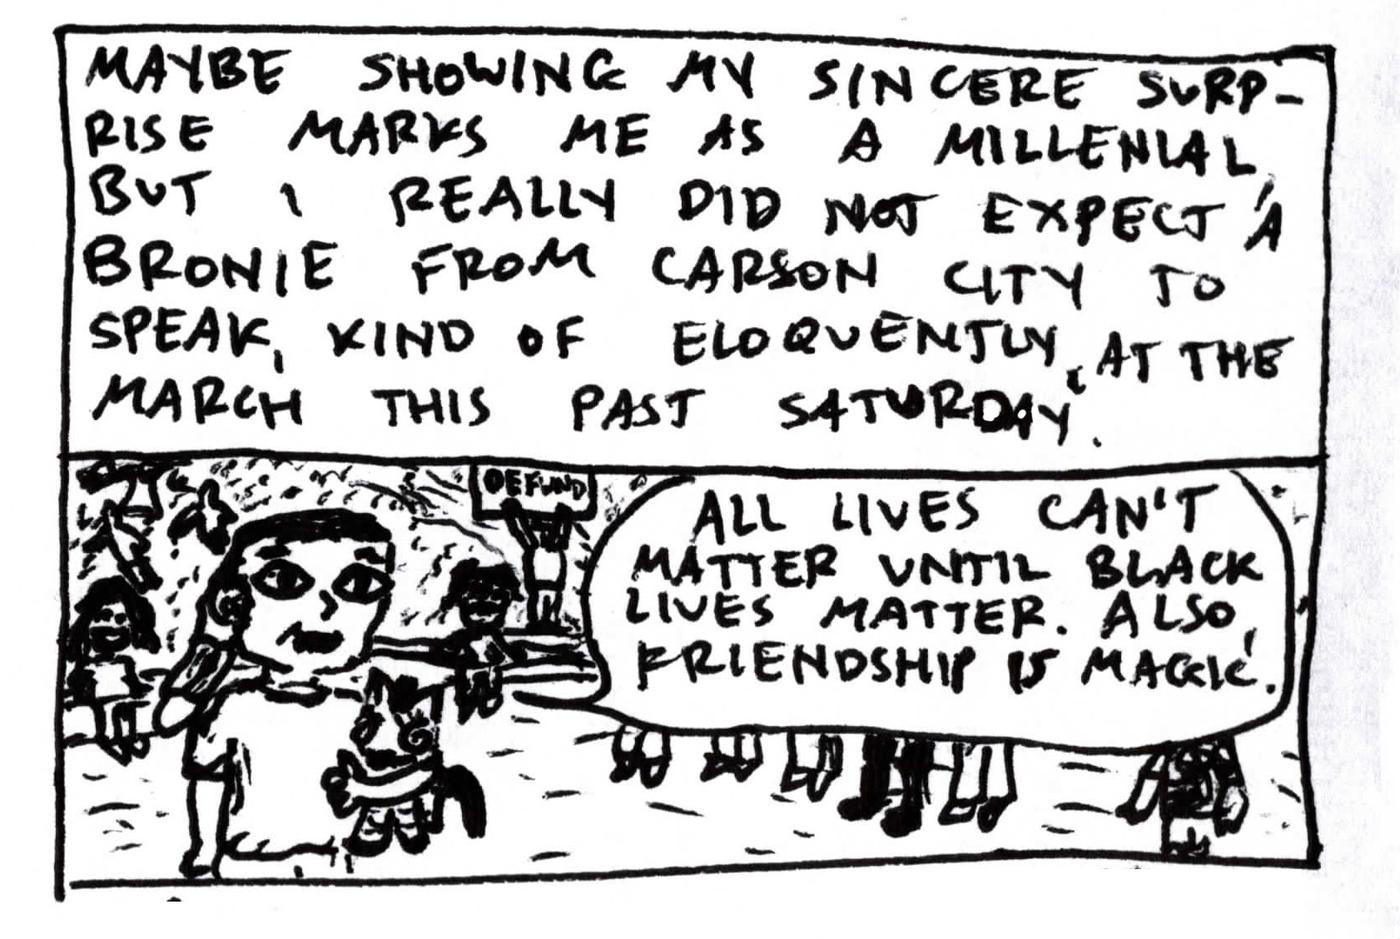 MAYBE SHOWING MY SINCERE SURP-
RISE MARKS ME AS A MILLENIAL,
BUT I REALLY DID NOT EXPECT A
BRONIE FROM CARSON CITY TO
SPEAK, KIND OF ELOQUENTLY, AT THE
MARCH THIS PAST SATURDAY.
DEFUND
ALL LIVES CAN'T
MATTER UNTIL BLACK
LIVES MATTER. ALSO,
FRIENDSHIP IS MAGIC.